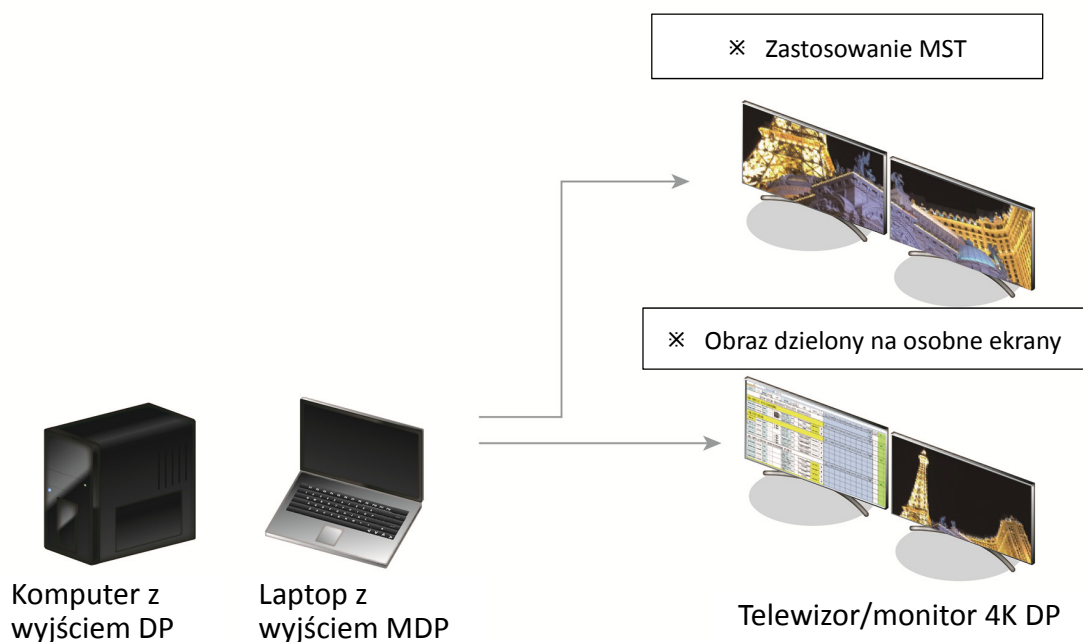 ※ Zastosowanie MST
※ Obraz dzielony na osobne ekrany
Komputer z
wyjściem DP
Laptop z
wyjściem MDP
Telewizor/monitor 4K DP